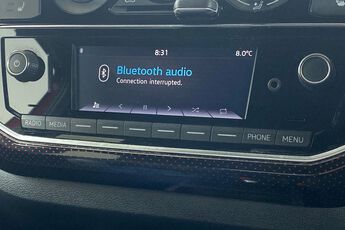 8:31 8.0°C
Bluetooth audio
Connection interrupted.
RADIO MEDIA PHONE MENU